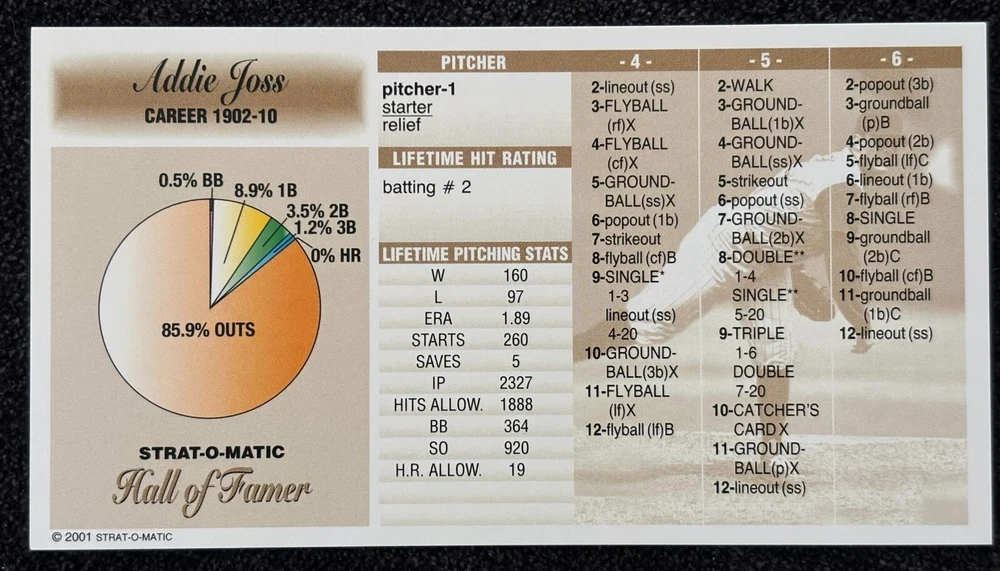 Addie Joss
CAREER 1902-10
0.5% BB
8.9% 1B
3.5% 2B
1.2% 3B
0% HR
85.9% OUTS
STRAT-O-MATIC
Hall of Famer
© 2001 STRAT-O-MATIC
PITCHER
pitcher-1
starter
relief
LIFETIME HIT RATING
batting # 2
LIFETIME PITCHING STATS
W 160
L 97
ERA 1.89
STARTS 260
SAVES 5
IP 2327
HITS ALLOW. 1888
BB 364
SO 920
H.R. ALLOW. 19
- 4 -
2-lineout (ss)
3-FLYBALL
(rf)X
4-FLYBALL
(cf)X
5-GROUND-
BALL(ss)X
6-popout (1b)
7-strikeout
8-flyball (cf)B
9-SINGLE*
1-3
lineout (ss)
4-20
10-GROUND-
BALL(3b)X
11-FLYBALL
(lf)X
12-flyball (lf)B
- 5 -
2-WALK
3-GROUND-
BALL(1b)X
4-GROUND-
BALL(ss)X
5-strikeout
6-popout (ss)
7-GROUND-
BALL(2b)X
8-DOUBLE**
1-4
SINGLE**
5-20
9-TRIPLE
1-6
DOUBLE
7-20
10-CATCHER'S
CARD X
11-GROUND-
BALL(p)X
12-lineout (ss)
- 6 -
2-popout (3b)
3-groundball
(p)B
4-popout (2b)
5-flyball (lf)C
6-lineout (1b)
7-flyball (rf)B
8-SINGLE
9-groundball
(2b)C
10-flyball (cf)B
11-groundball
(1b)C
12-lineout (ss)